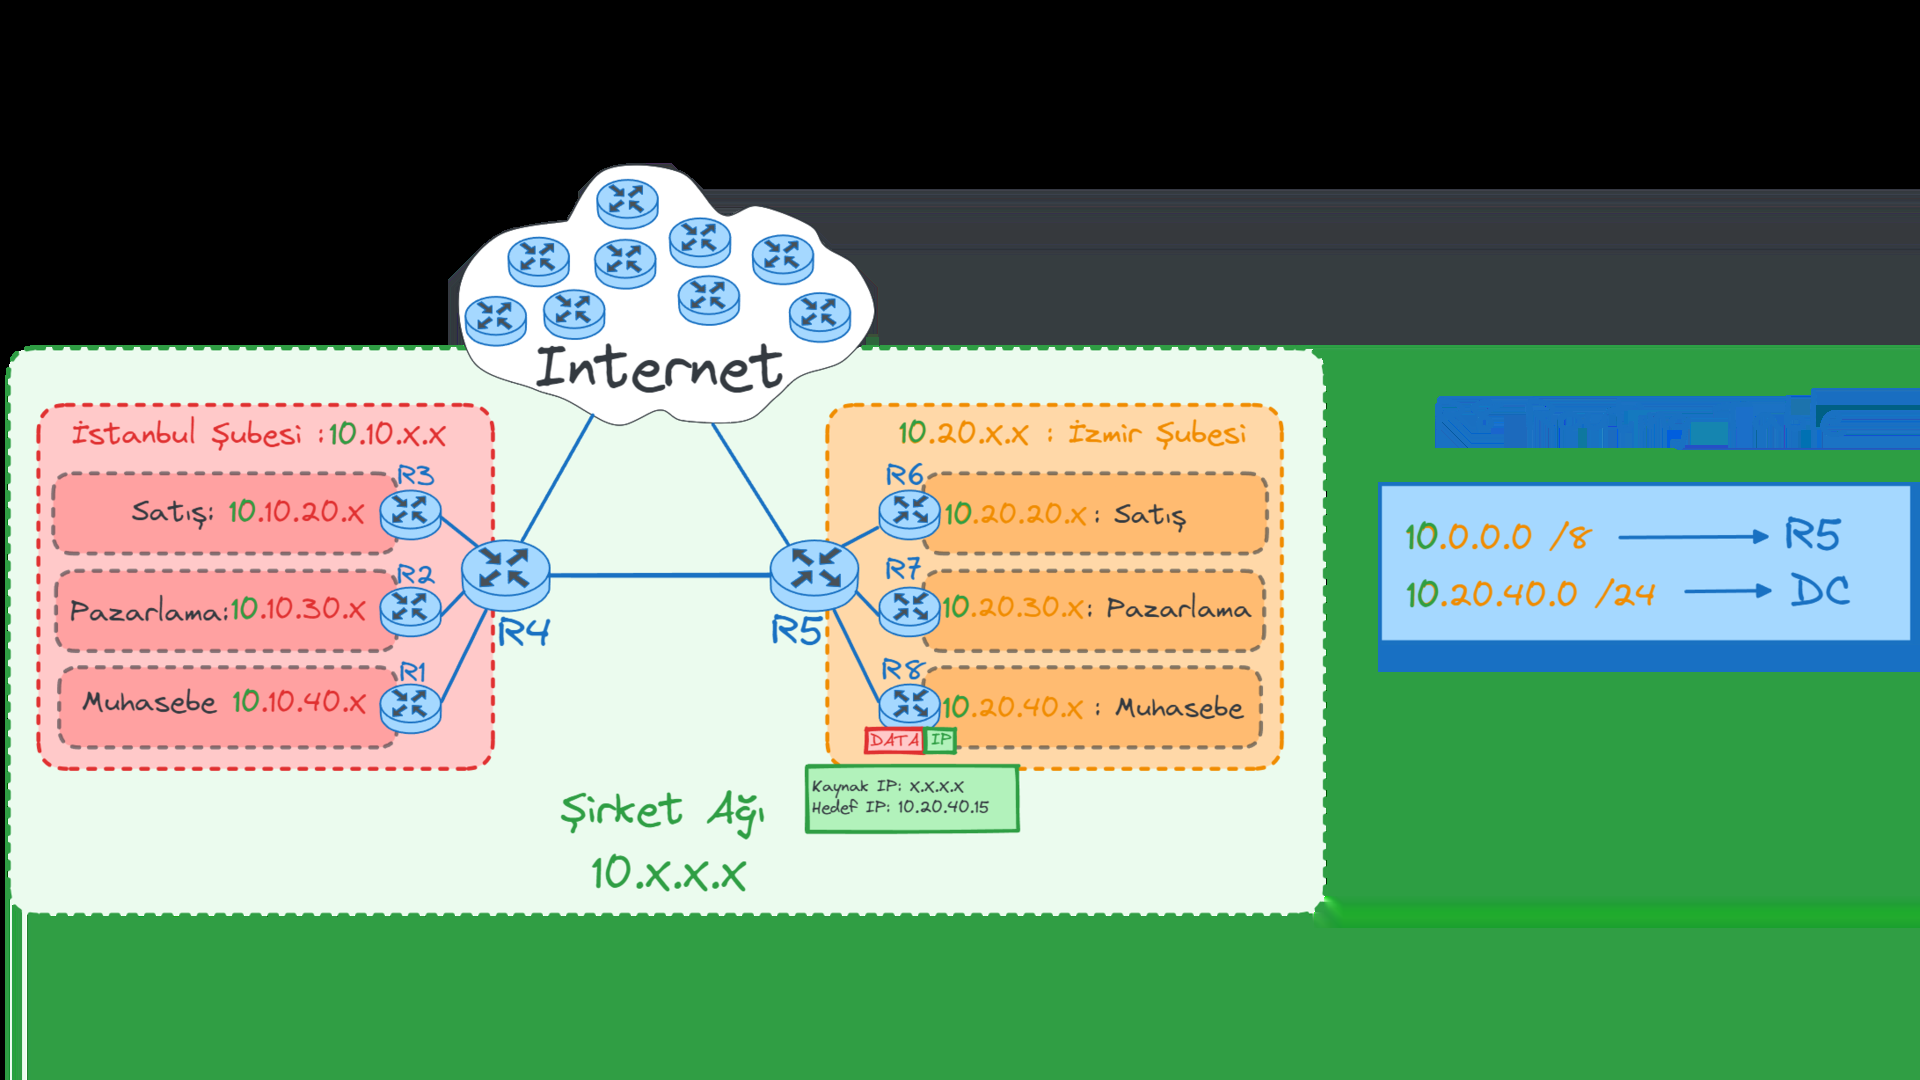 Internet
İstanbul Şubesi :10.10.x.x
R3
Satış: 10.10.20.x
R2
Pazarlama:10.10.30.x
R1
Muhasebe 10.10.40.x
R4
R5
10.20.x.x : İzmir Şubesi
R6
10.20.20.x : Satış
R7
10.20.30.x: Pazarlama
R8
10.20.40.x : Muhasebe
DATA IP
Kaynak IP: x.x.x.x
Hedef IP: 10.20.40.15
Şirket Ağı
10.x.x.x
10.0.0.0 /8 R5
10.20.40.0 /24 DC